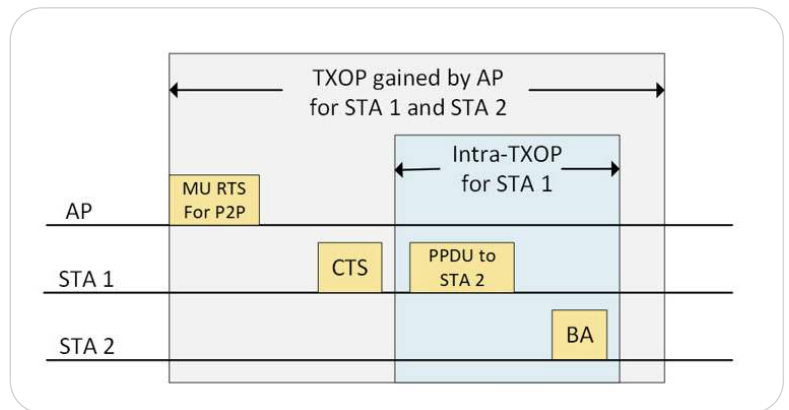 TXOP gained by AP
for STA 1 and STA 2
Intra-TXOP
for STA 1
MU RTS
For P2P
AP
CTS
PPDU to
STA 2
STA 1
BA
STA 2